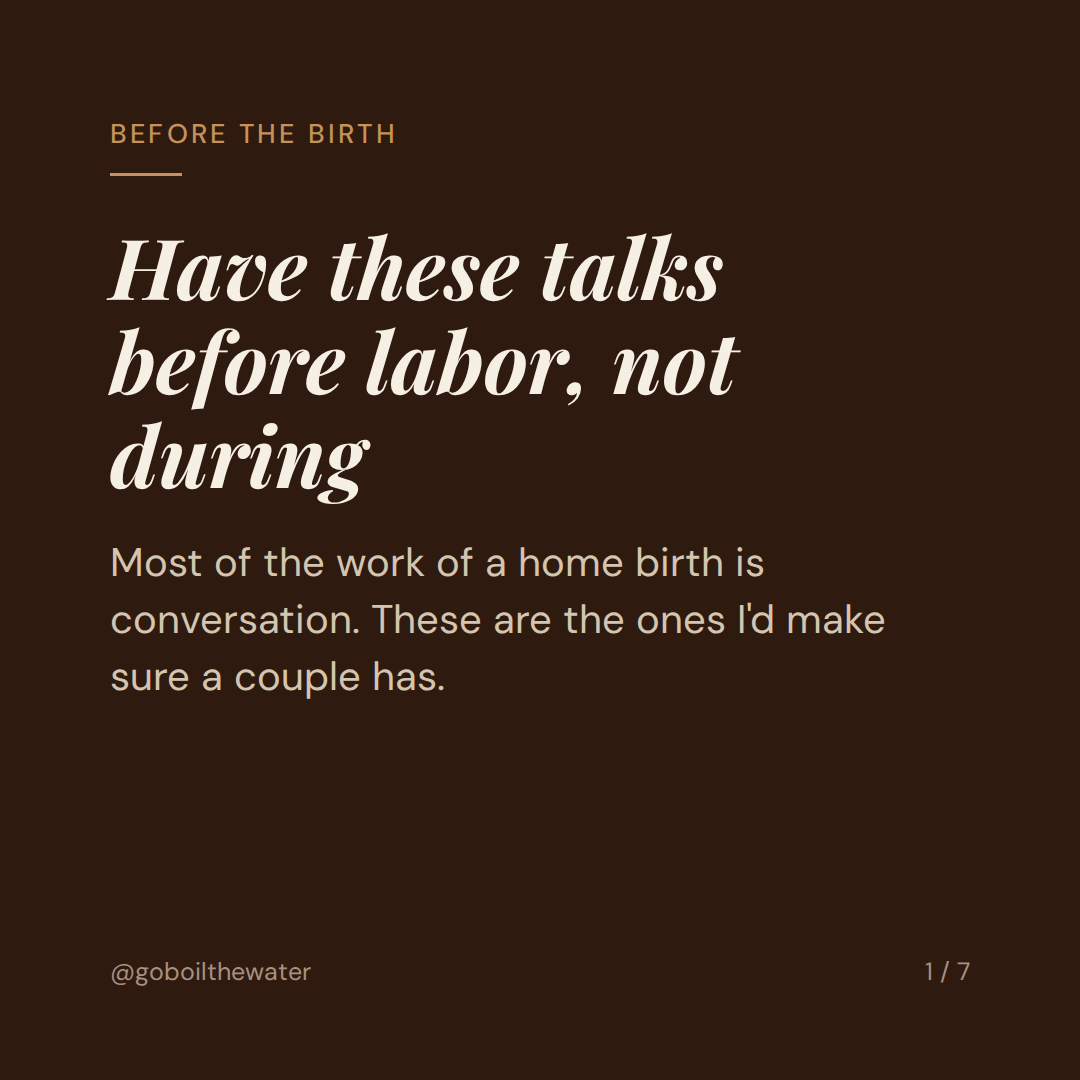 BEFORE THE BIRTH
Have these talks
before labor, not
during
Most of the work of a home birth is
conversation. These are the ones I'd make
sure a couple has.
@goboilthewater
1 / 7